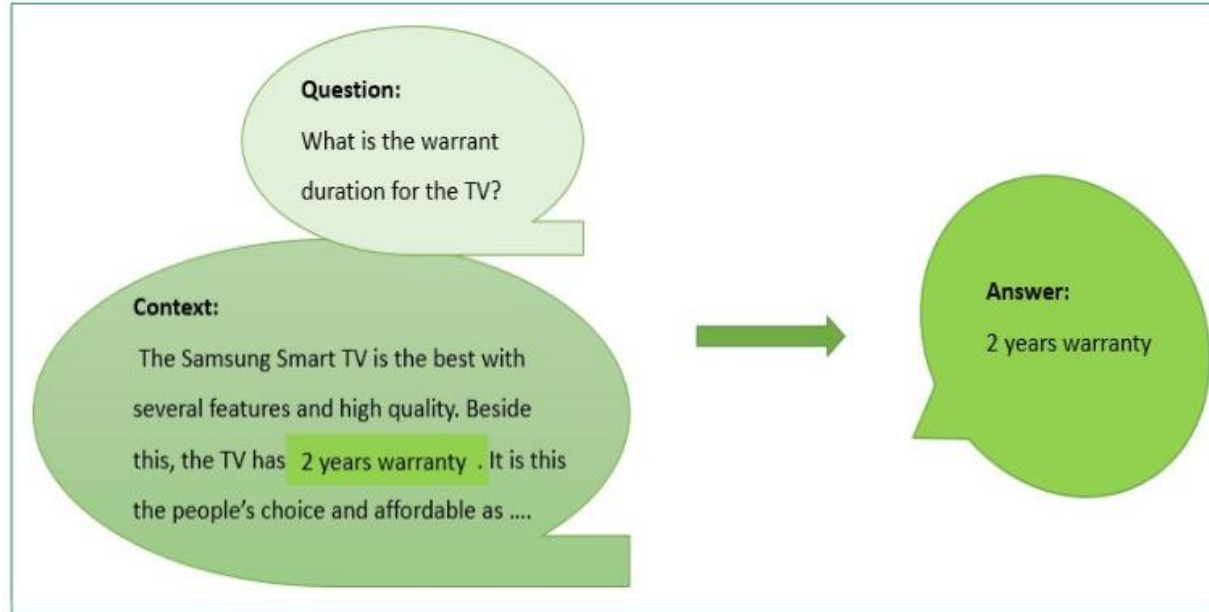 Question:
What is the warrant
duration for the TV?
Context:
The Samsung Smart TV is the best with
several features and high quality. Beside
this, the TV has 2 years warranty . It is this
the people’s choice and affordable as ....
Answer:
2 years warranty